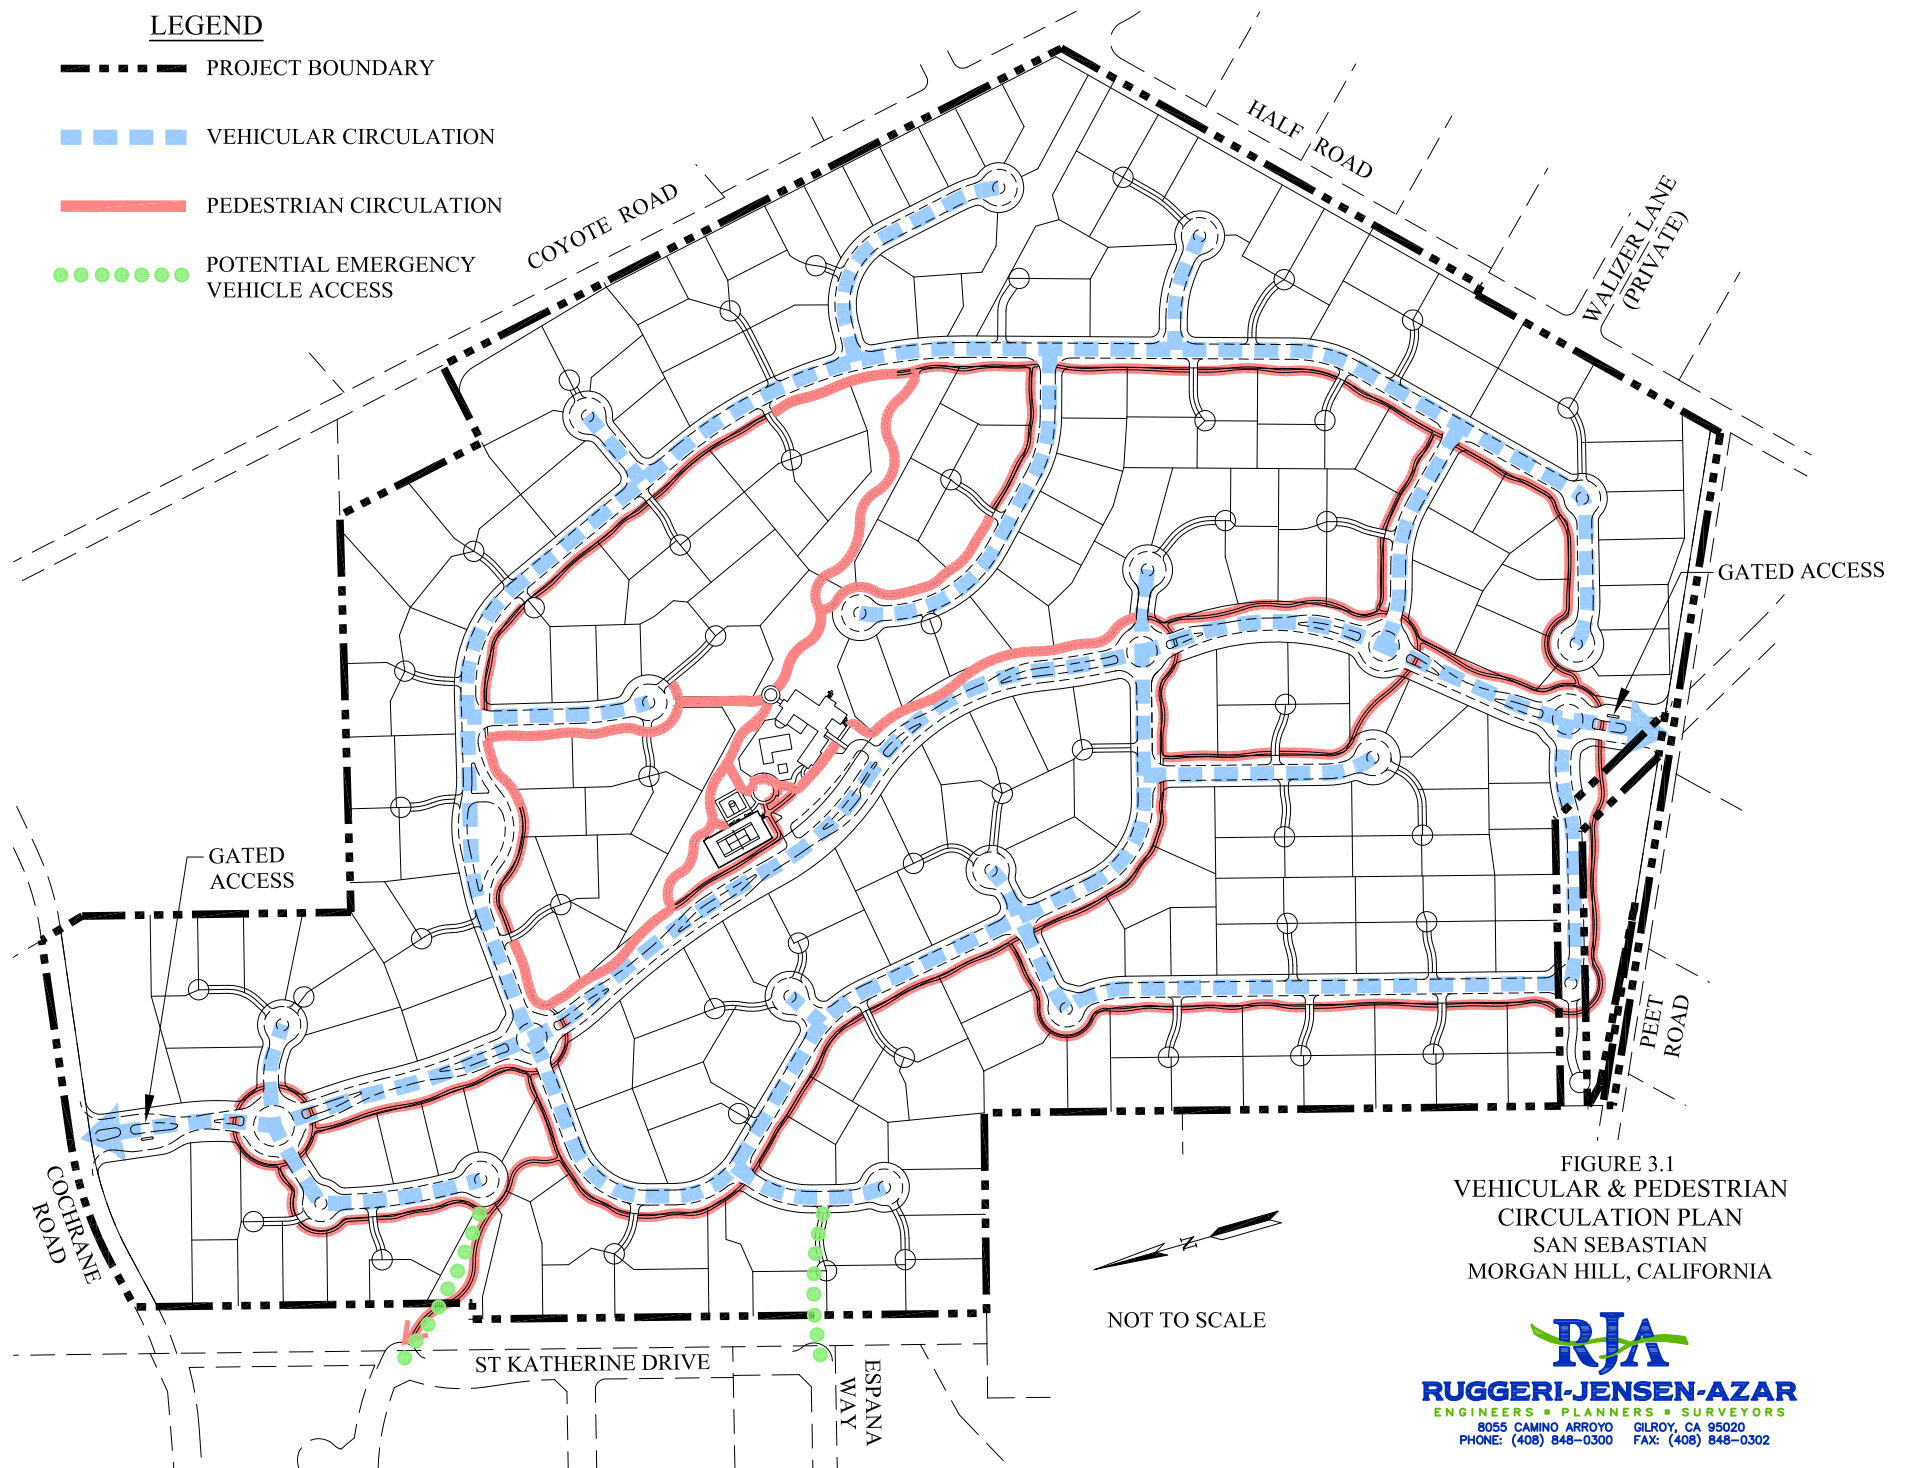 LEGEND
PROJECT BOUNDARY
VEHICULAR CIRCULATION
PEDESTRIAN CIRCULATION
POTENTIAL EMERGENCY
VEHICLE ACCESS
COYOTE ROAD
HALF ROAD
WALIZER LANE
(PRIVATE)
GATED ACCESS
GATED
ACCESS
PEET
ROAD
COCHRANE
ROAD
ST KATHERINE DRIVE
ESPANA
WAY
N
NOT TO SCALE
FIGURE 3.1
VEHICULAR & PEDESTRIAN
CIRCULATION PLAN
SAN SEBASTIAN
MORGAN HILL, CALIFORNIA
RJA
RUGGERI-JENSEN-AZAR
ENGINEERS ▪ PLANNERS ▪ SURVEYORS
8055 CAMINO ARROYO GILROY, CA 95020
PHONE: (408) 848-0300 FAX: (408) 848-0302